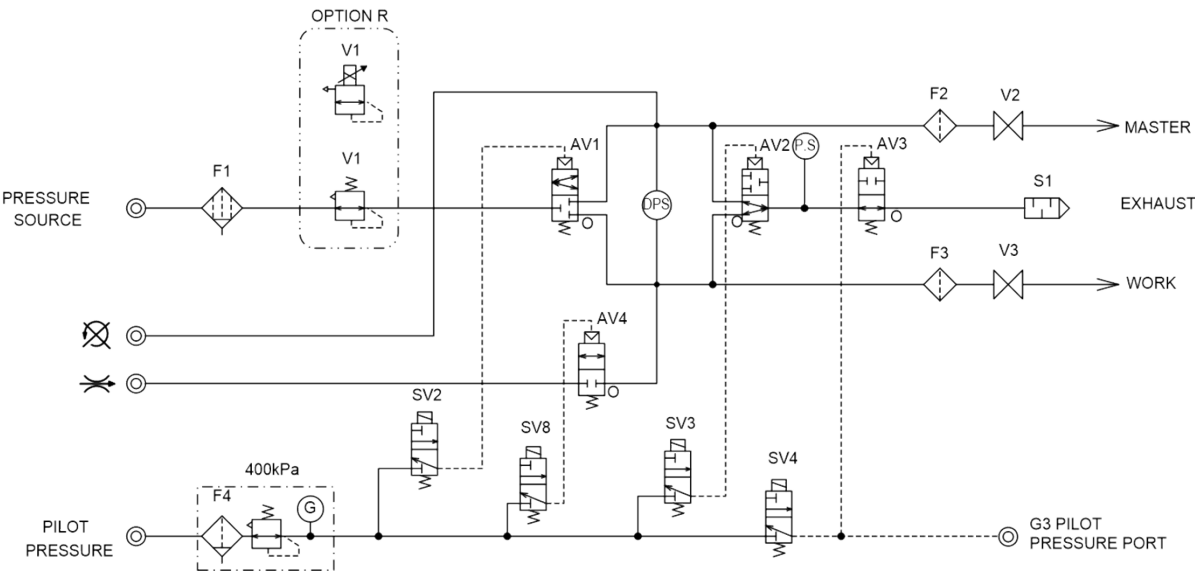 OPTION R
V1
F2
V2
MASTER
AV1
AV2
P.S
AV3
F1
V1
S1
PRESSURE
SOURCE
DPS
EXHAUST
O
O
O
F3
V3
WORK
AV4
O
SV2
SV8
SV3
SV4
400kPa
F4
G
PILOT
PRESSURE
G3 PILOT
PRESSURE PORT